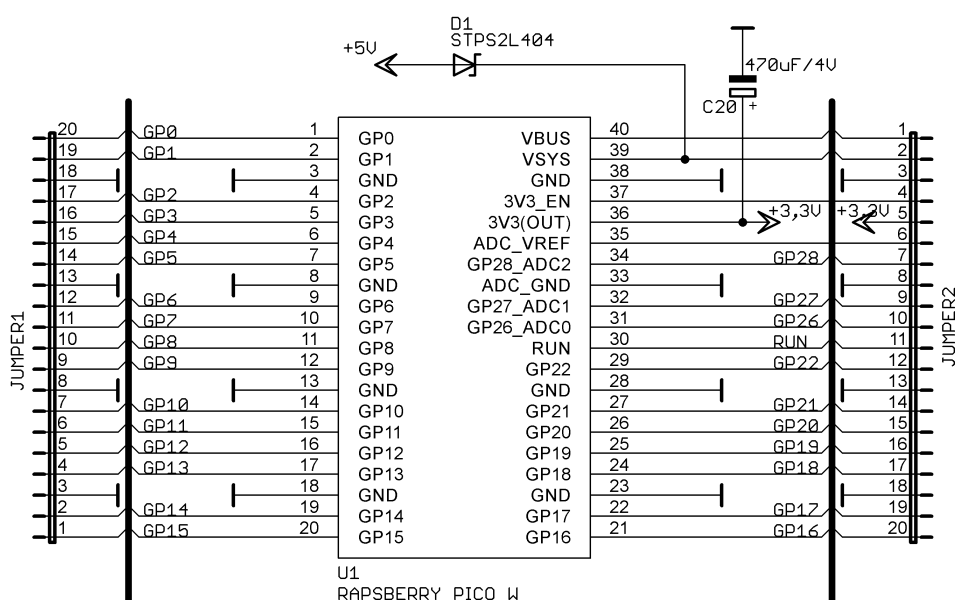 D1
STPS2L404
+5V
470uF/4V
C20 +
20 GP0 1 GP0 VBUS 40 1
19 GP1 2 GP1 VSYS 39 2
18 3 GND GND 38 3
17 GP2 4 GP2 3V3_EN 37 4
16 GP3 5 GP3 3V3(OUT) 36 +3,3V +3,3V 5
15 GP4 6 GP4 ADC_VREF 35 6
14 GP5 7 GP5 GP28_ADC2 34 GP28 7
13 8 GND ADC_GND 33 8
12 GP6 9 GP6 GP27_ADC1 32 GP27 9
11 GP7 10 GP7 GP26_ADC0 31 GP26 10
10 GP8 11 GP8 RUN 30 RUN 11
9 GP9 12 GP9 GP22 29 GP22 12
8 13 GND GND 28 13
7 GP10 14 GP10 GP21 27 GP21 14
6 GP11 15 GP11 GP20 26 GP20 15
5 GP12 16 GP12 GP19 25 GP19 16
4 GP13 17 GP13 GP18 24 GP18 17
3 18 GND GND 23 18
2 GP14 19 GP14 GP17 22 GP17 19
1 GP15 20 GP15 GP16 21 GP16 20
JUMPER1
JUMPER2
U1
RAPSBERRY PICO W